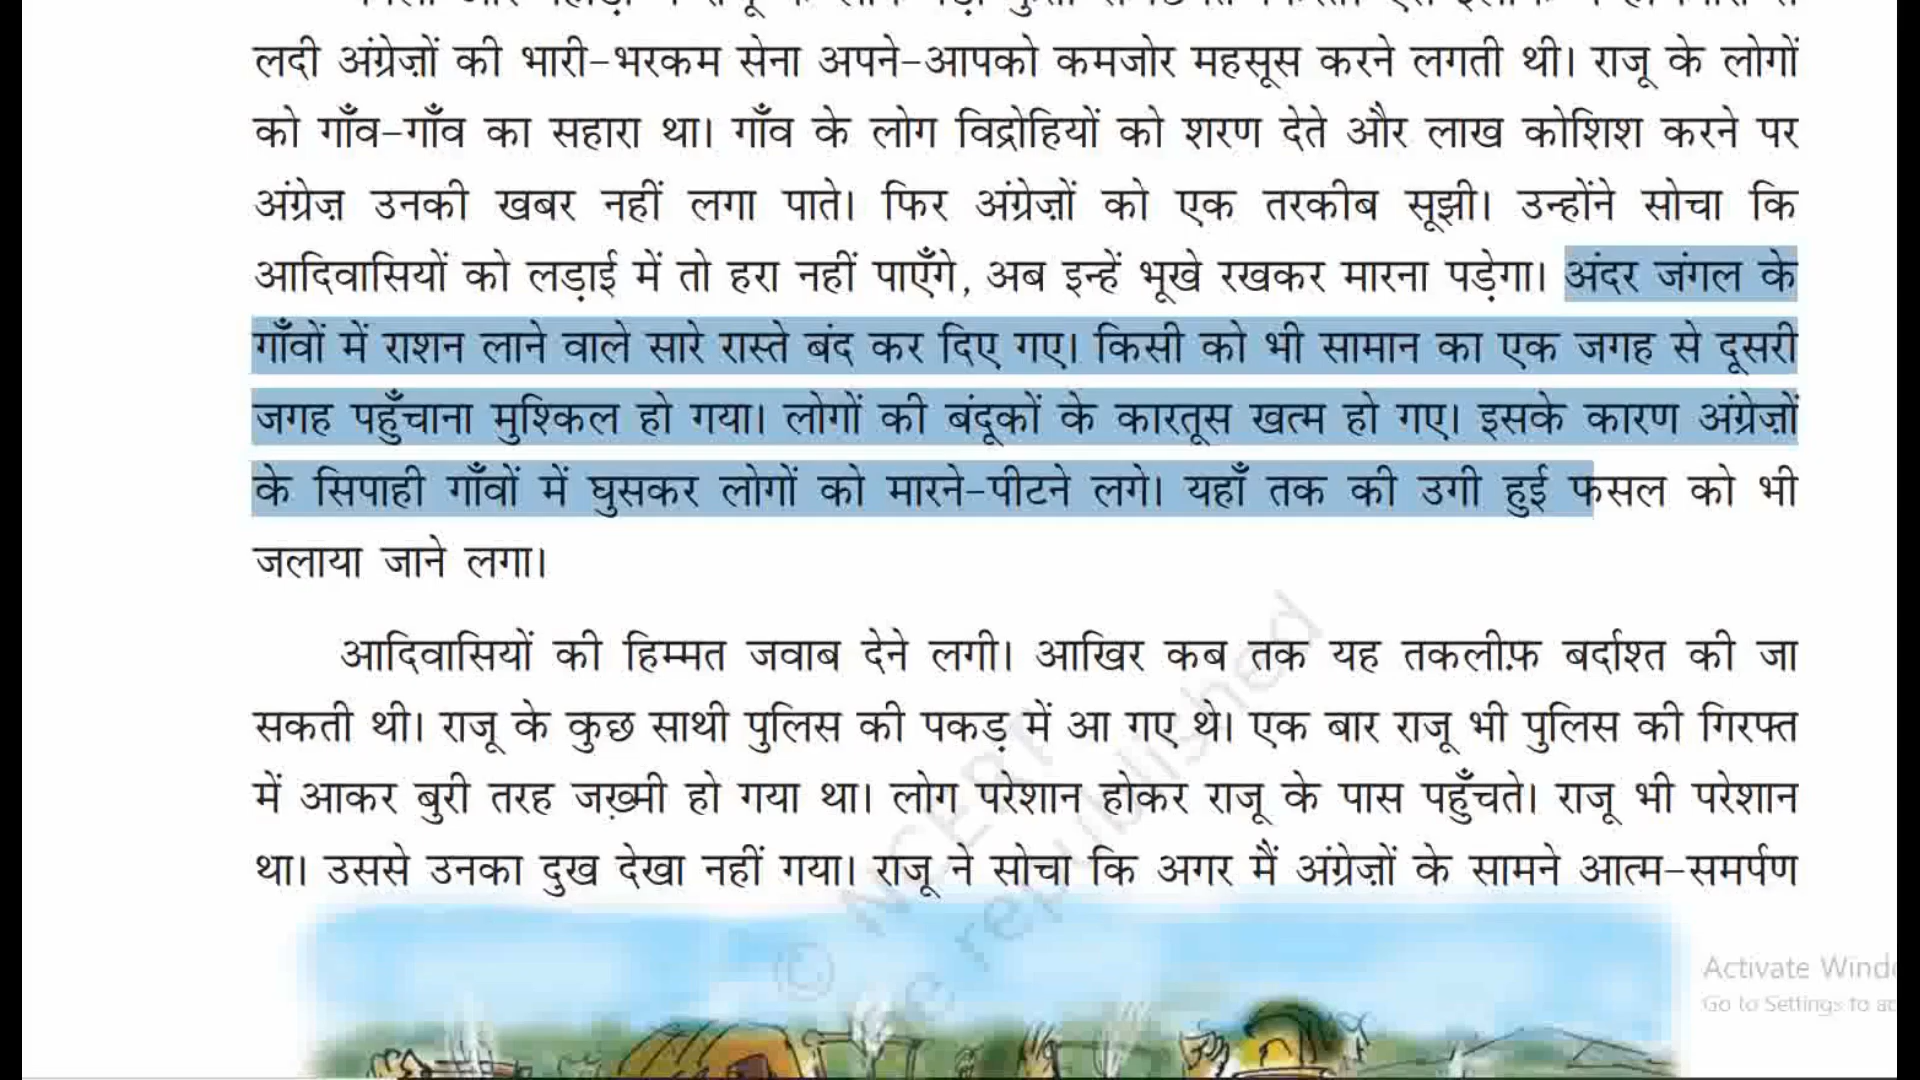 लदी अंग्रेज़ों की भारी-भरकम सेना अपने-आपको कमजोर महसूस करने लगती थी। राजू के लोगों
को गाँव-गाँव का सहारा था। गाँव के लोग विद्रोहियों को शरण देते और लाख कोशिश करने पर
अंग्रेज़ उनकी खबर नहीं लगा पाते। फिर अंग्रेज़ों को एक तरकीब सूझी। उन्होंने सोचा कि
आदिवासियों को लड़ाई में तो हरा नहीं पाएँगे, अब इन्हें भूखे रखकर मारना पड़ेगा। अंदर जंगल के
गाँवों में राशन लाने वाले सारे रास्ते बंद कर दिए गए। किसी को भी सामान का एक जगह से दूसरी
जगह पहुँचाना मुश्किल हो गया। लोगों की बंदूकों के कारतूस खत्म हो गए। इसके कारण अंग्रेज़ों
के सिपाही गाँवों में घुसकर लोगों को मारने-पीटने लगे। यहाँ तक की उगी हुई फसल को भी
जलाया जाने लगा।
आदिवासियों की हिम्मत जवाब देने लगी। आखिर कब तक यह तकलीफ़ बर्दाश्त की जा
सकती थी। राजू के कुछ साथी पुलिस की पकड़ में आ गए थे। एक बार राजू भी पुलिस की गिरफ्त
में आकर बुरी तरह जख़्मी हो गया था। लोग परेशान होकर राजू के पास पहुँचते। राजू भी परेशान
था। उससे उनका दुख देखा नहीं गया। राजू ने सोचा कि अगर मैं अंग्रेज़ों के सामने आत्म-समर्पण
© NCERT
be republished
Activate Windo
Go to Settings to ac